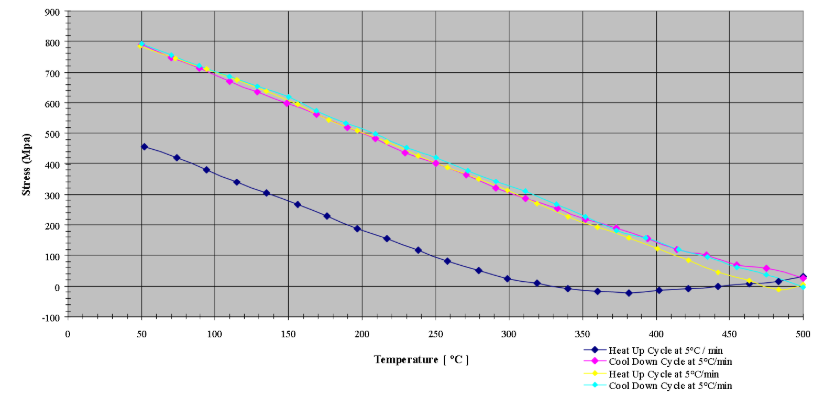 900
800
700
600
500
400
300
200
100
0
-100
Stress (Mpa)
0 50 100 150 200 250 300 350 400 450 500
Temperature [ °C ]
Heat Up Cycle at 5°C / min
Cool Down Cycle at 5°C/min
Heat Up Cycle at 5°C/min
Cool Down Cycle at 5°C/min